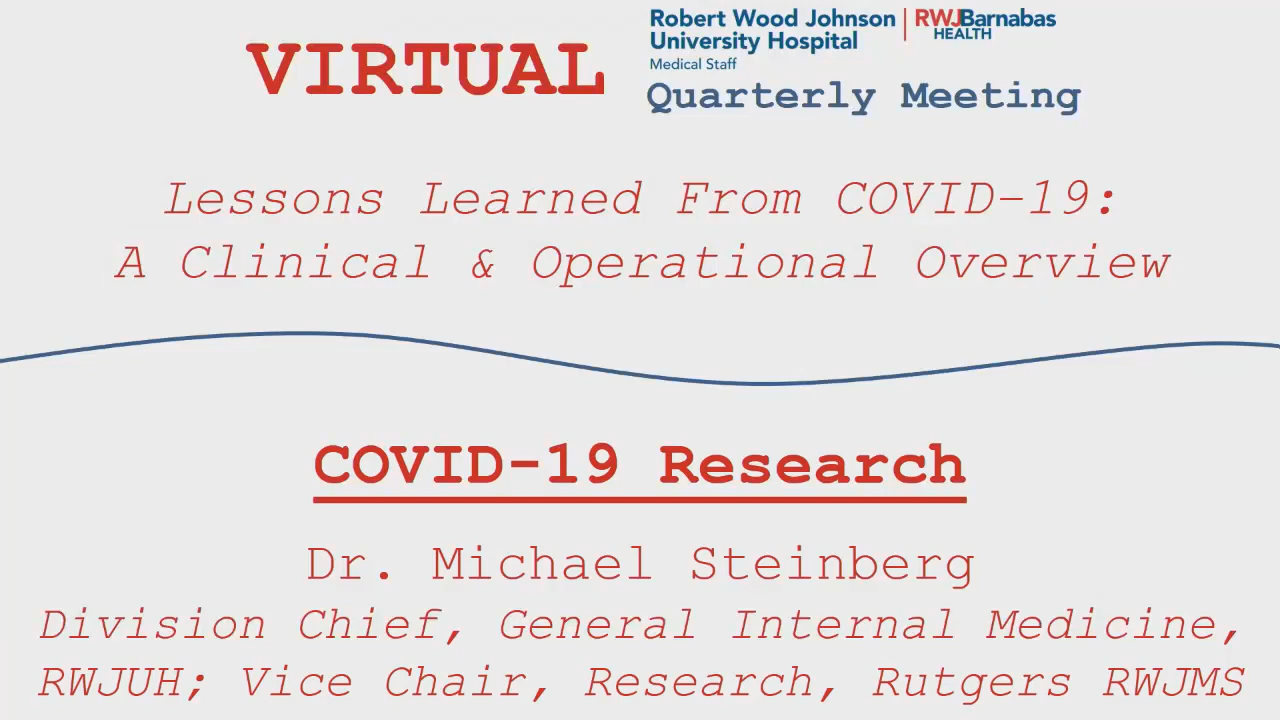 VIRTUAL
Robert Wood Johnson
University Hospital
RWJBarnabas
HEALTH
Medical Staff
Quarterly Meeting
Lessons Learned From COVID-19:
A Clinical & Operational Overview
COVID-19 Research
Dr. Michael Steinberg
Division Chief, General Internal Medicine,
RWJUH; Vice Chair, Research, Rutgers RWJMS